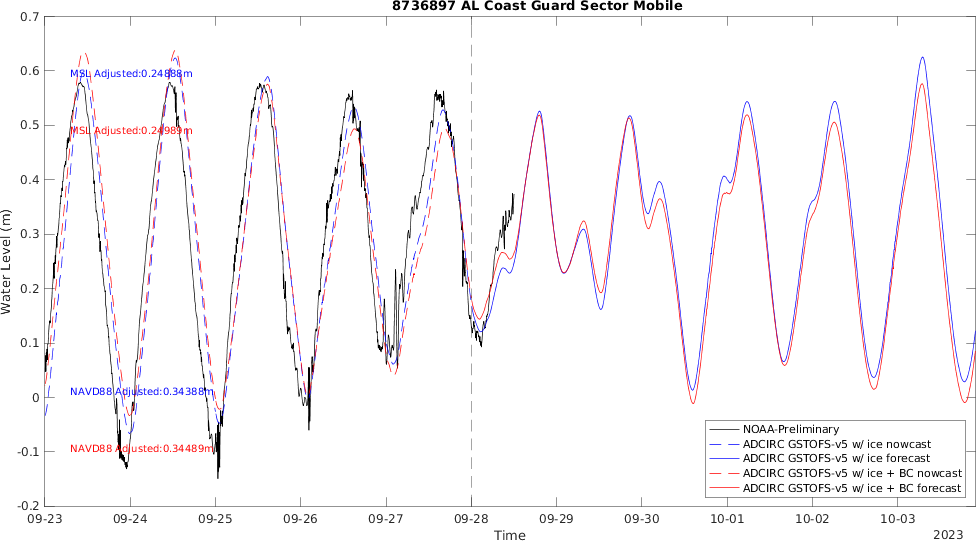 8736897 AL Coast Guard Sector Mobile
0.7
0.6
0.5
0.4
0.3
0.2
0.1
0
-0.1
-0.2
Water Level (m)
MSL Adjusted:0.24888m
MSL Adjusted:0.24989m
NAVD88 Adjusted:0.34388m
NAVD88 Adjusted:0.34489m
NOAA-Preliminary
ADCIRC GSTOFS-v5 w/ ice nowcast
ADCIRC GSTOFS-v5 w/ ice forecast
ADCIRC GSTOFS-v5 w/ ice + BC nowcast
ADCIRC GSTOFS-v5 w/ ice + BC forecast
09-23 09-24 09-25 09-26 09-27 09-28 09-29 09-30 10-01 10-02 10-03
Time
2023